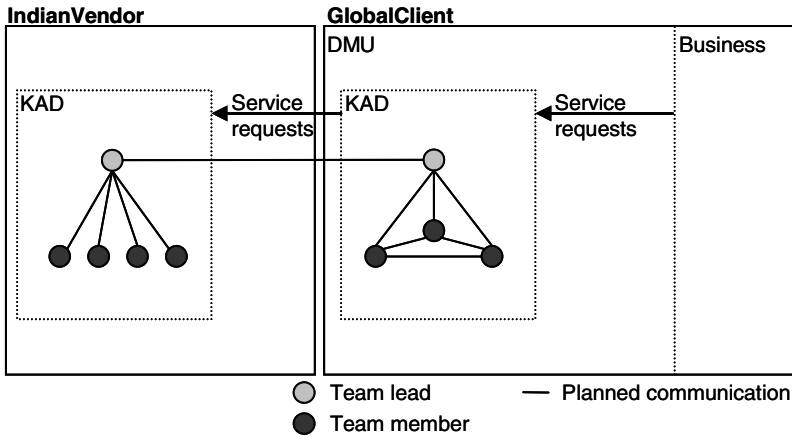 IndianVendor
GlobalClient
DMU
Business
KAD
Service
requests
KAD
Service
requests
Team lead
Planned communication
Team member